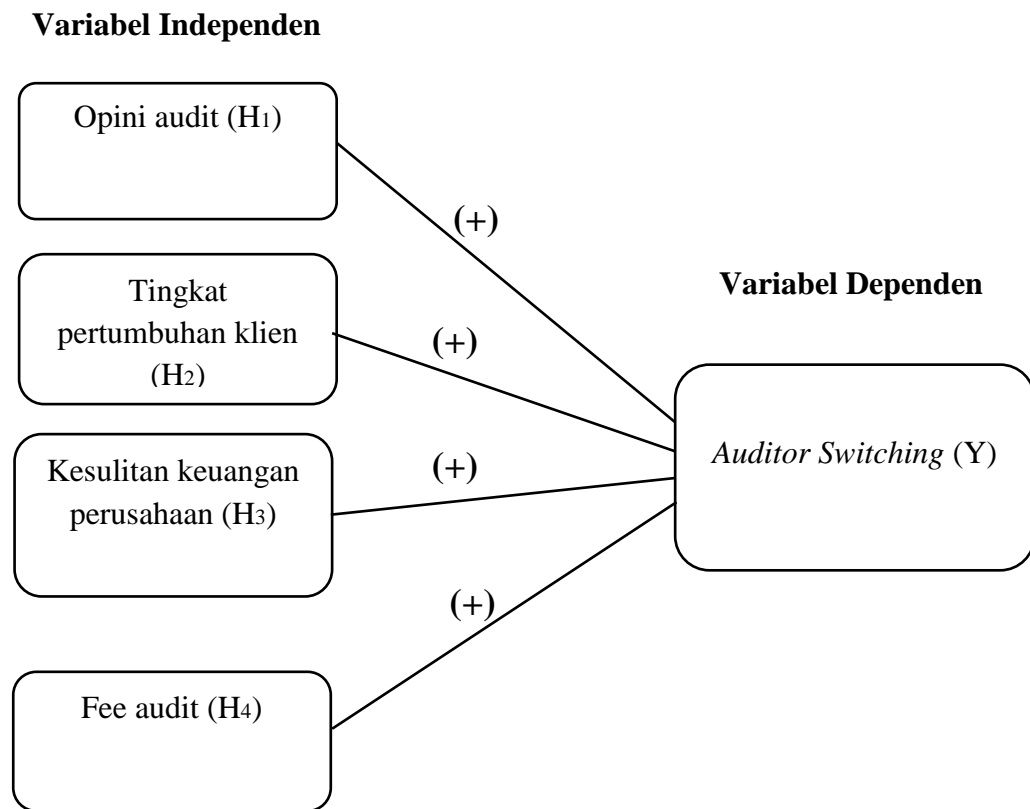 Variabel Independen
Opini audit (H1)
(+)
Tingkat
pertumbuhan klien
(H2)
(+)
Variabel Dependen
Auditor Switching (Y)
Kesulitan keuangan
perusahaan (H3)
(+)
(+)
Fee audit (H4)